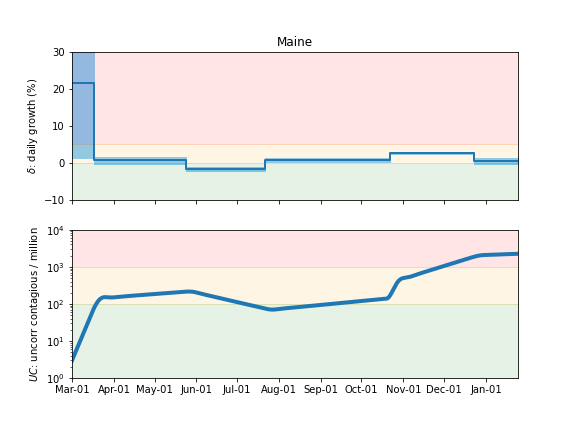 Maine
δ: daily growth (%)
30
20
10
0
−10
UC: uncorr contagious / million
10⁴
10³
10²
10¹
10⁰
Mar-01 Apr-01 May-01 Jun-01 Jul-01 Aug-01 Sep-01 Oct-01 Nov-01 Dec-01 Jan-01